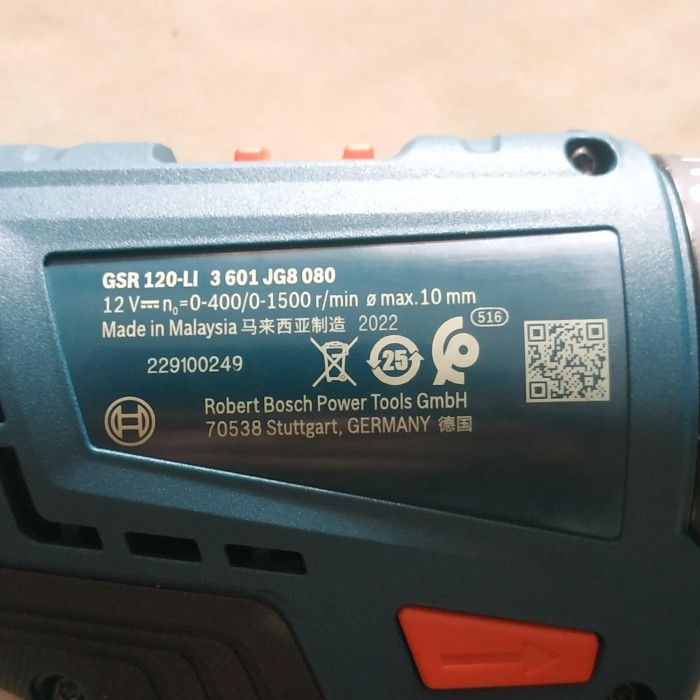 GSR 120-LI 3 601 JG8 080
12 V⎓ n₀=0-400/0-1500 r/min ø max. 10 mm
Made in Malaysia 马来西亚制造 2022
516
229100249
25
Robert Bosch Power Tools GmbH
70538 Stuttgart, GERMANY 德国